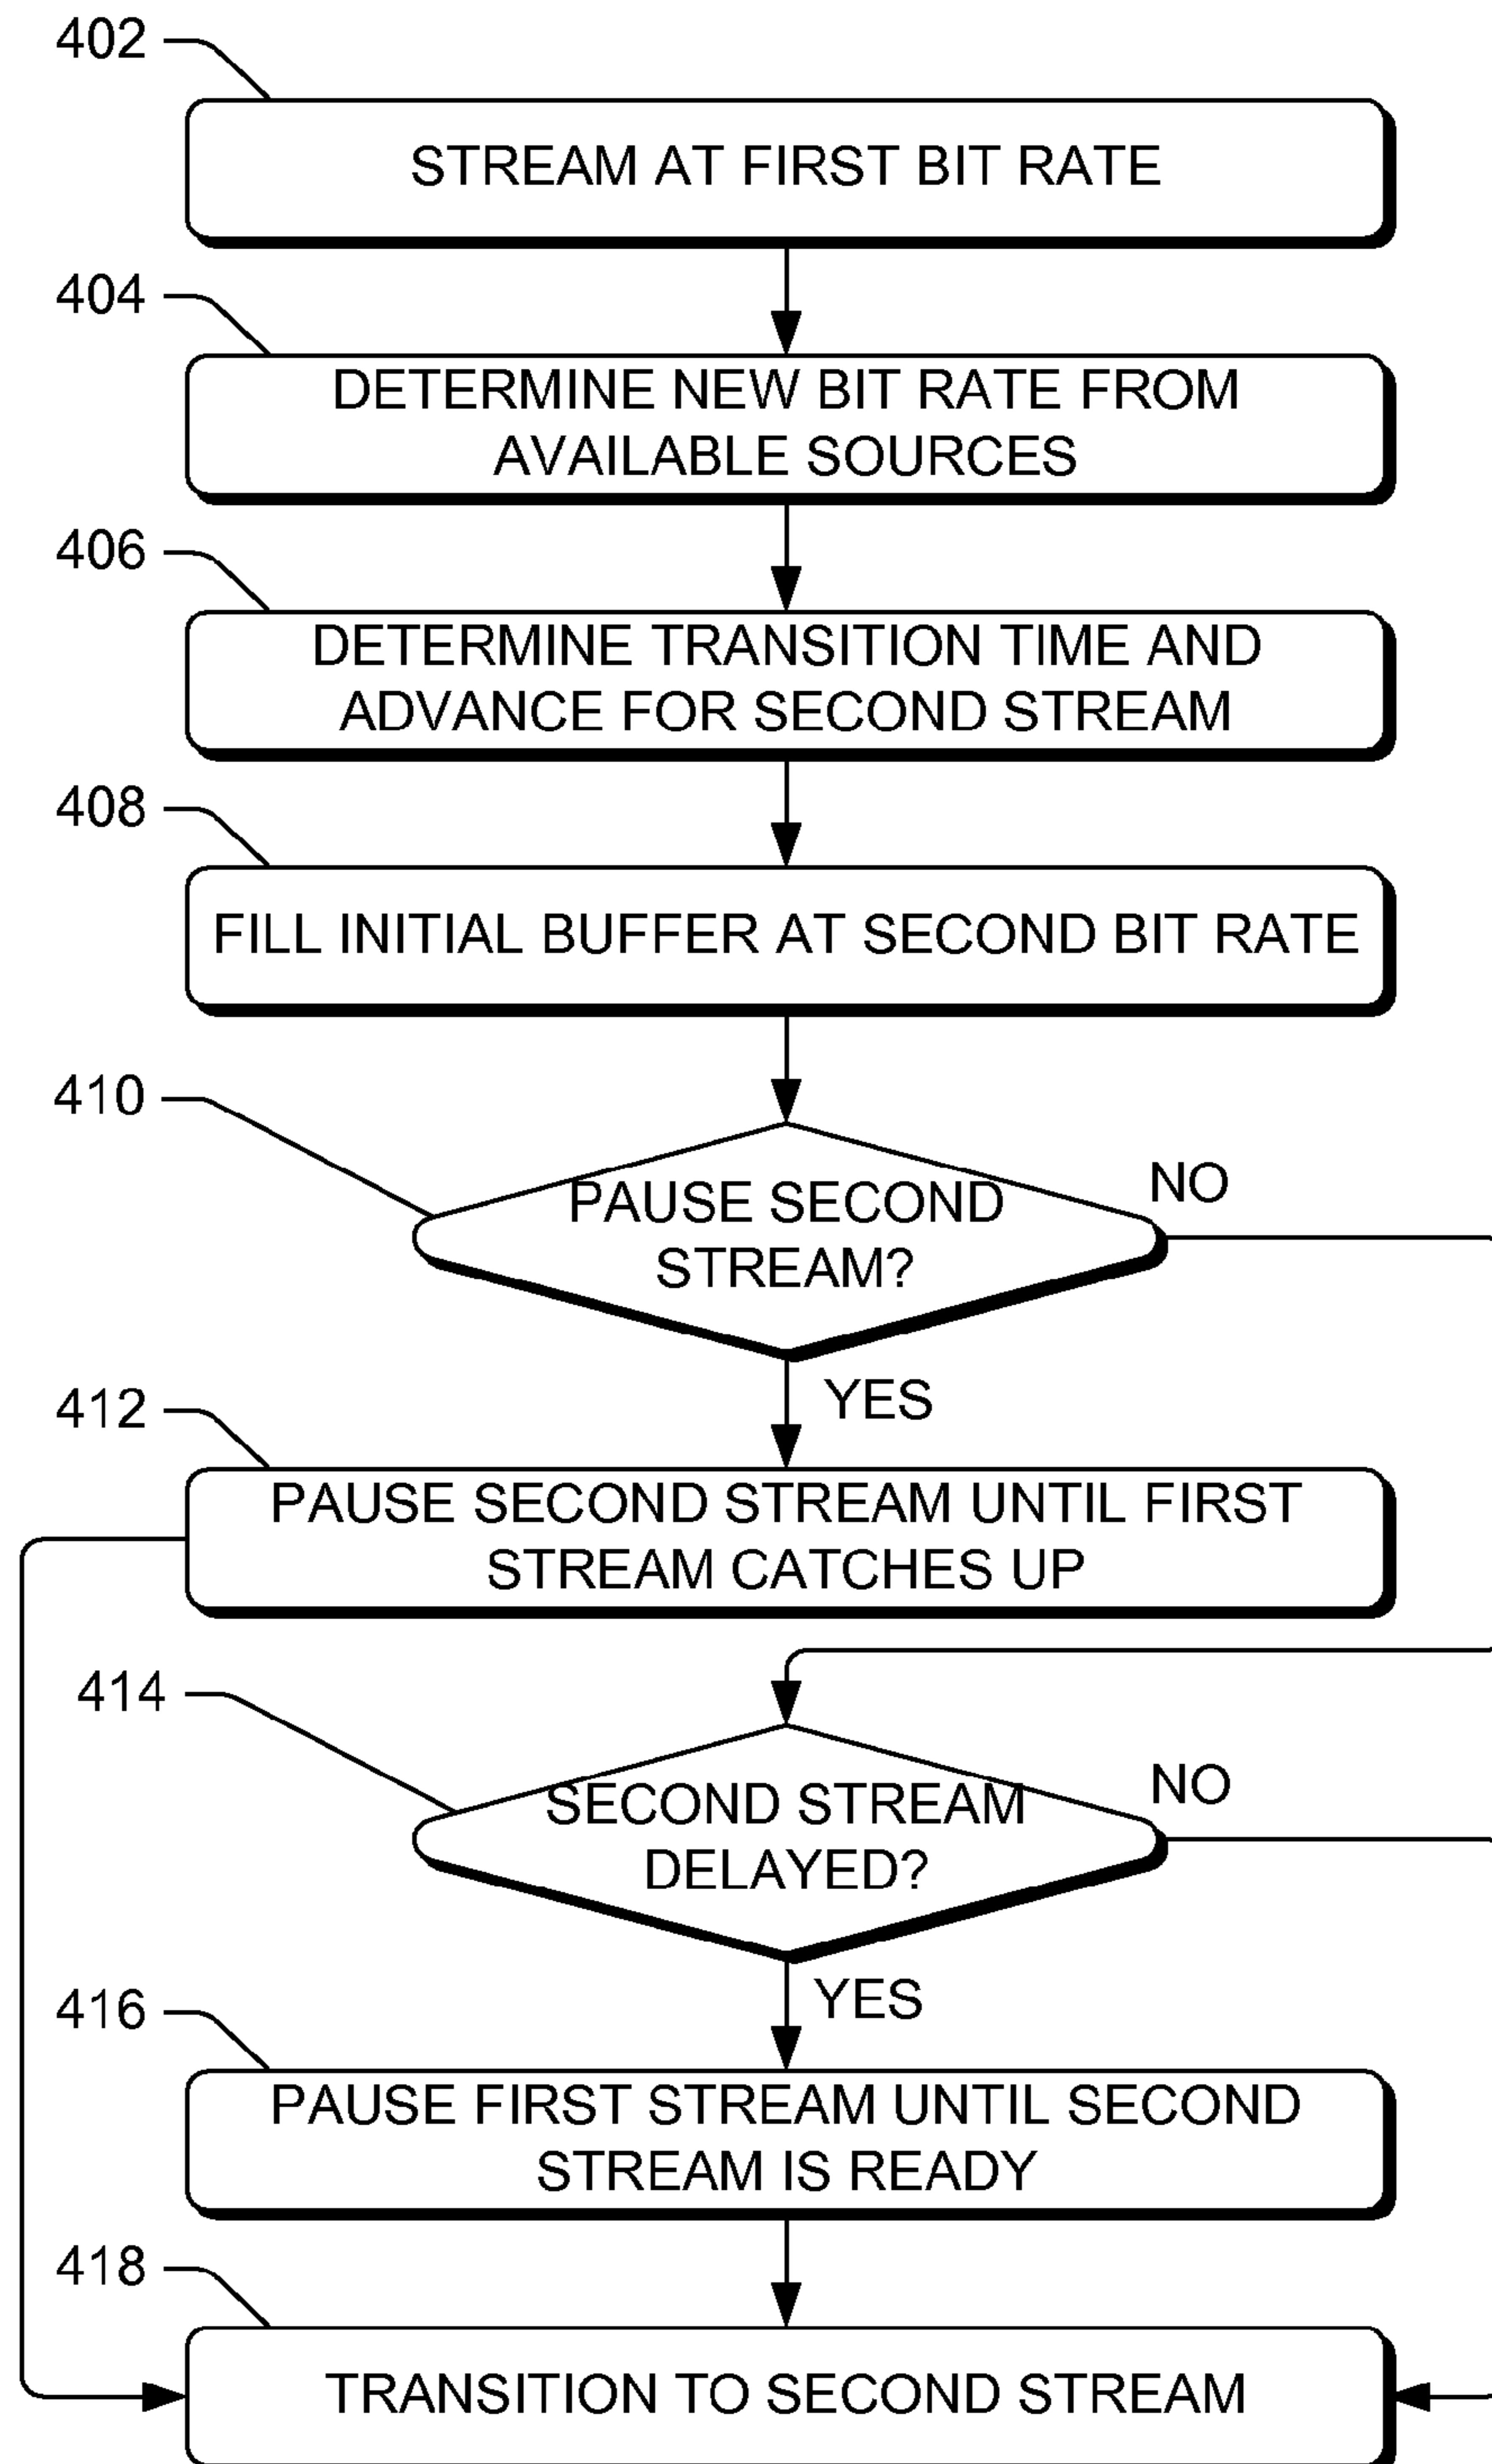 402
STREAM AT FIRST BIT RATE
404
DETERMINE NEW BIT RATE FROM
AVAILABLE SOURCES
406
DETERMINE TRANSITION TIME AND
ADVANCE FOR SECOND STREAM
408
FILL INITIAL BUFFER AT SECOND BIT RATE
410
PAUSE SECOND
STREAM?
NO
YES
412
PAUSE SECOND STREAM UNTIL FIRST
STREAM CATCHES UP
414
SECOND STREAM
DELAYED?
NO
YES
416
PAUSE FIRST STREAM UNTIL SECOND
STREAM IS READY
418
TRANSITION TO SECOND STREAM